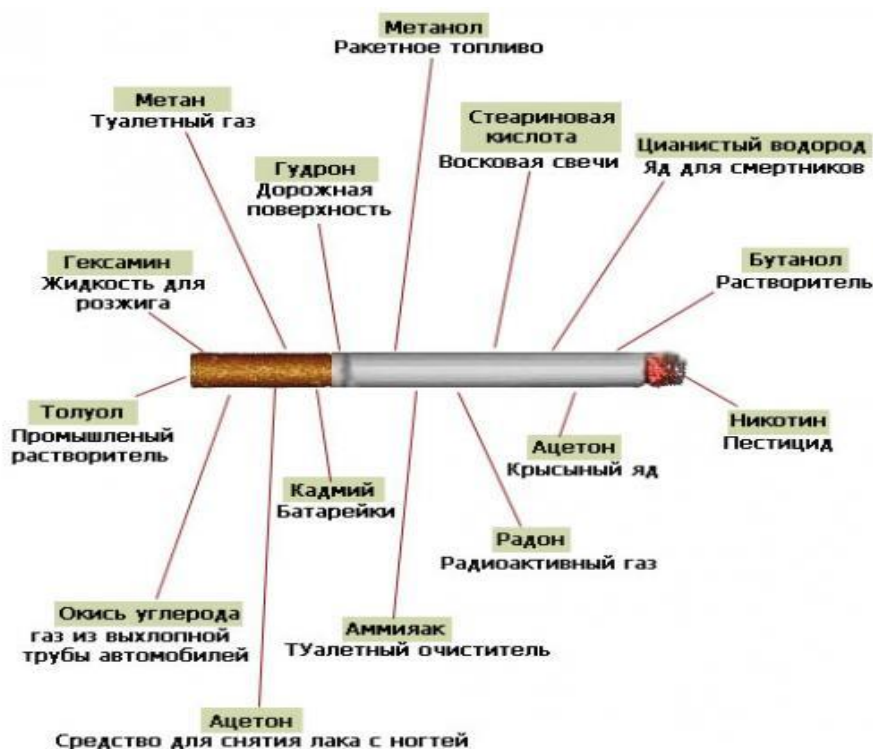 Метанол
Ракетное топливо
Метан
Туалетный газ
Стеариновая
кислота
Восковая свечи
Цианистый водород
Яд для смертников
Гудрон
Дорожная
поверхность
Гексамин
Жидкость для
розжига
Бутанол
Растворитель
Толуол
Промышленый
растворитель
Никотин
Пестицид
Ацетон
Крысиный яд
Кадмий
Батарейки
Радон
Радиоактивный газ
Окись углерода
газ из выхлопной
трубы автомобилей
Аммияак
ТУалетный очиститель
Ацетон
Средство для снятия лака с ногтей